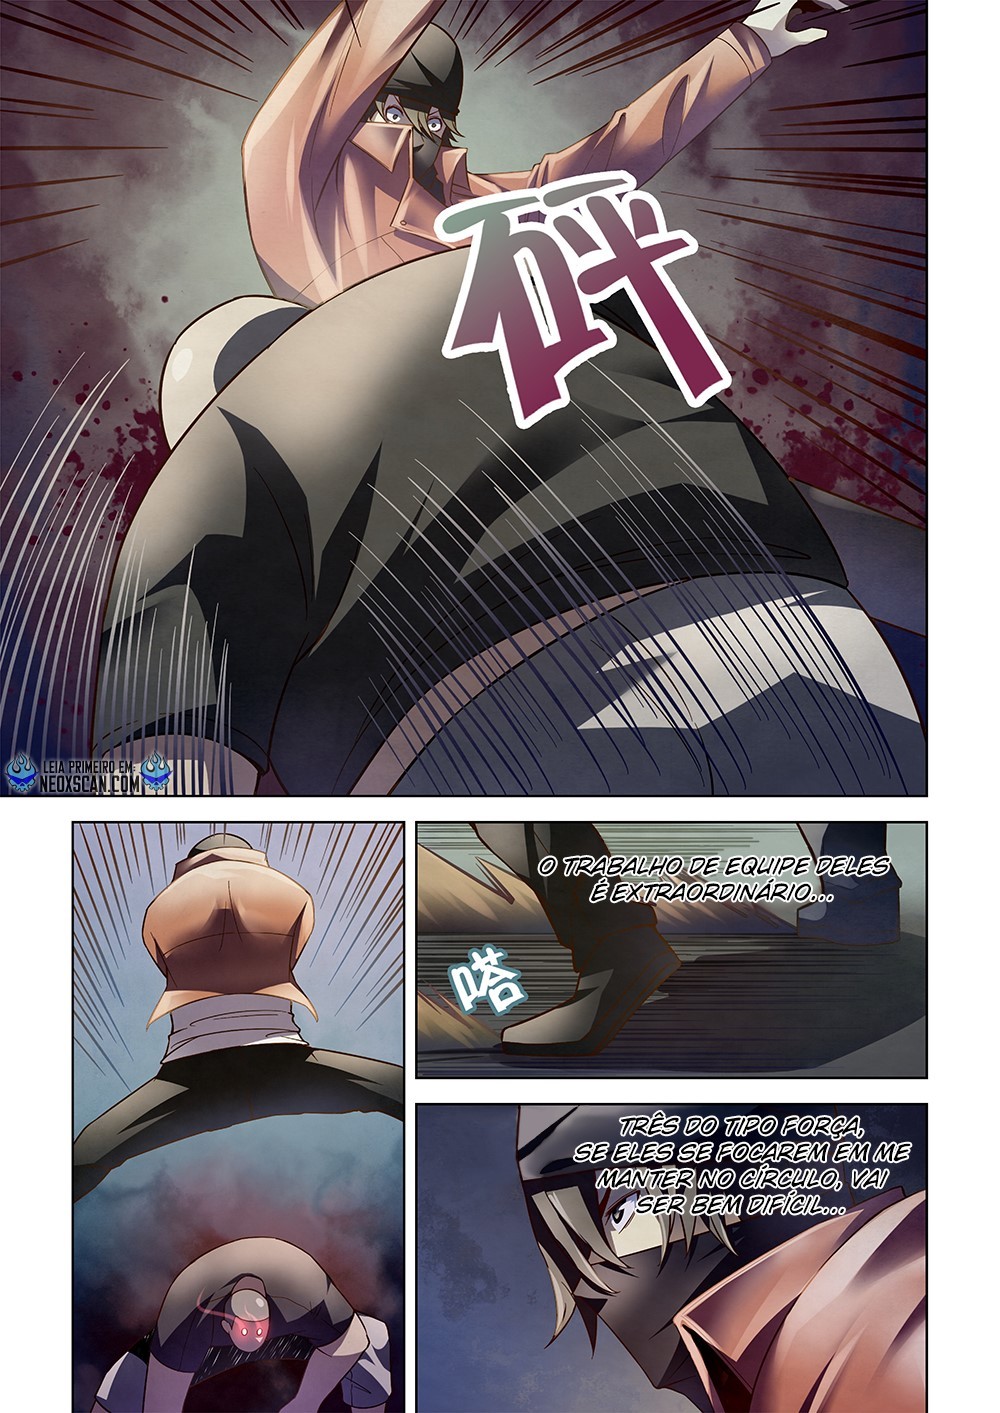 砰
LEIA PRIMEIRO EM:
NEOXSCAN.COM
O TRABALHO DE EQUIPE DELES
É EXTRAORDINÁRIO...
嗒
TRÊS DO TIPO FORÇA,
SE ELES SE FOCAREM EM ME
MANTER NO CÍRCULO, VAI
SER BEM DIFÍCIL...